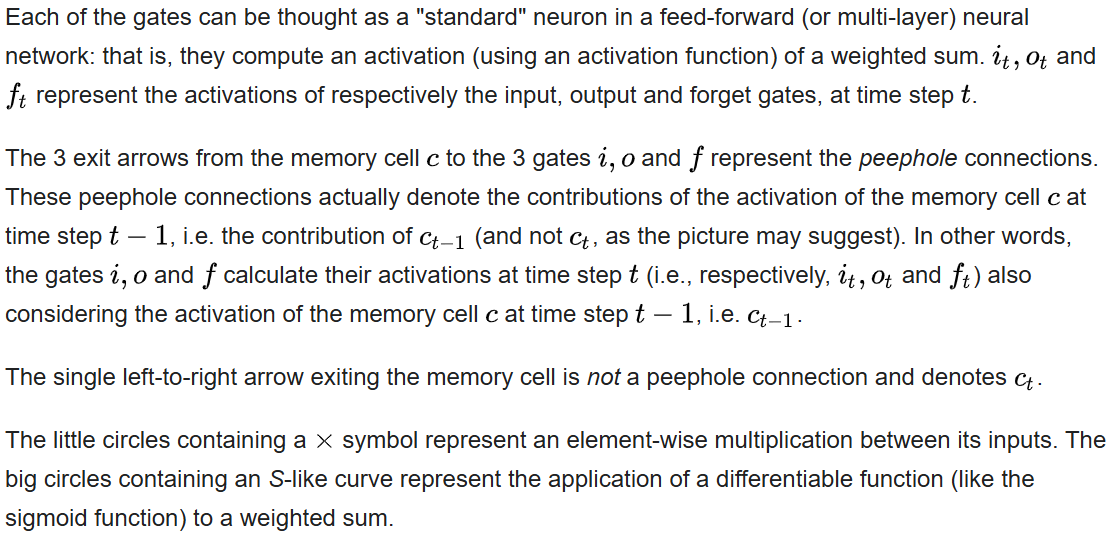 Each of the gates can be thought as a "standard" neuron in a feed-forward (or multi-layer) neural
network: that is, they compute an activation (using an activation function) of a weighted sum. $i_t, o_t$ and
$f_t$ represent the activations of respectively the input, output and forget gates, at time step $t$.
The 3 exit arrows from the memory cell $c$ to the 3 gates $i, o$ and $f$ represent the peephole connections.
These peephole connections actually denote the contributions of the activation of the memory cell $c$ at
time step $t - 1$, i.e. the contribution of $c_{t-1}$ (and not $c_t$, as the picture may suggest). In other words,
the gates $i, o$ and $f$ calculate their activations at time step $t$ (i.e., respectively, $i_t, o_t$ and $f_t$) also
considering the activation of the memory cell $c$ at time step $t - 1$, i.e. $c_{t-1}$.
The single left-to-right arrow exiting the memory cell is not a peephole connection and denotes $c_t$.
The little circles containing a $\times$ symbol represent an element-wise multiplication between its inputs. The
big circles containing an S-like curve represent the application of a differentiable function (like the
sigmoid function) to a weighted sum.